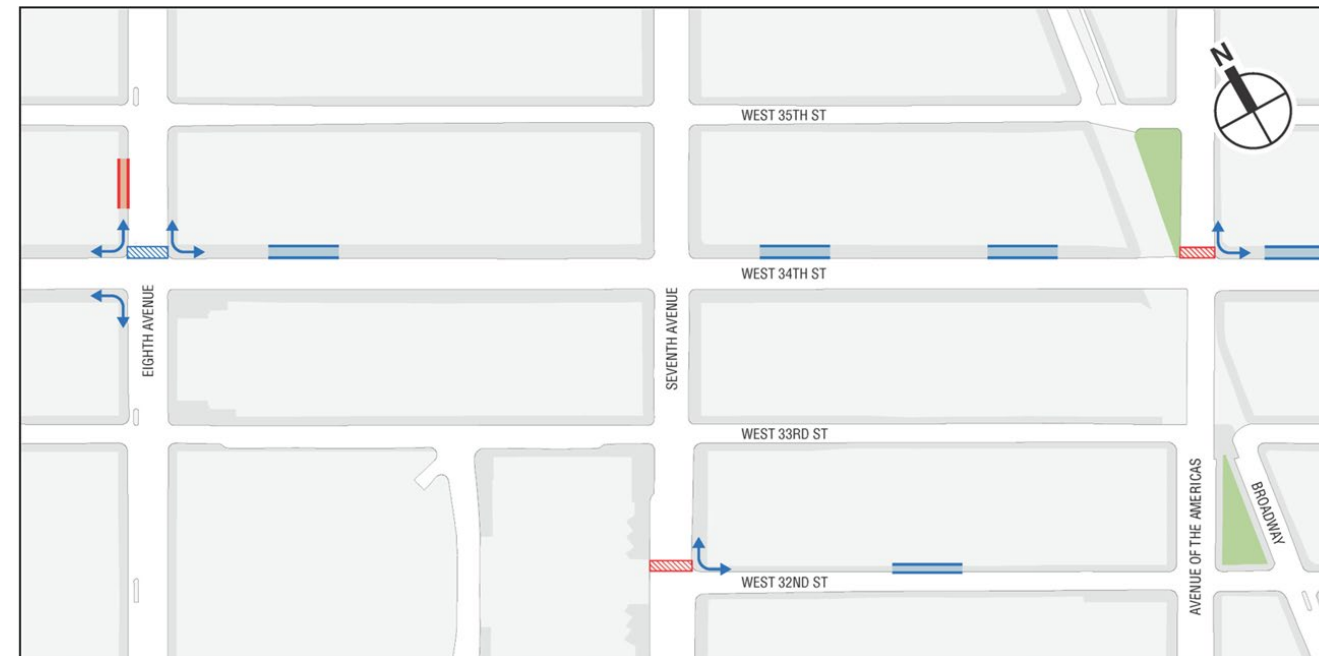 N
WEST 35TH ST
WEST 34TH ST
EIGHTH AVENUE
SEVENTH AVENUE
WEST 33RD ST
AVENUE OF THE AMERICAS
BROADWAY
WEST 32ND ST